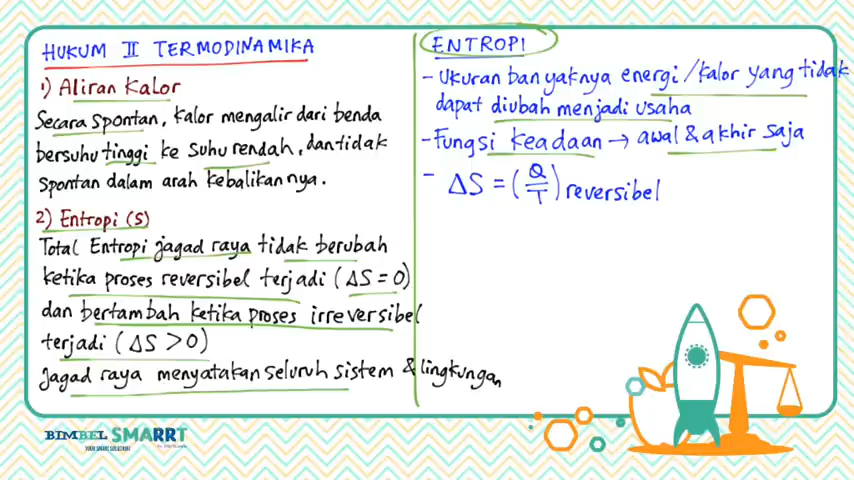 HUKUM II TERMODINAMIKA
1) Aliran Kalor
Secara spontan, kalor mengalir dari benda
bersuhu tinggi ke suhu rendah, dan tidak
spontan dalam arah kebalikannya.
2) Entropi (S)
Total Entropi jagad raya tidak berubah
ketika proses reversibel terjadi (ΔS = 0)
dan bertambah ketika proses irreversibel
terjadi (ΔS > 0)
Jagad raya menyatakan seluruh sistem & lingkungan
ENTROPI
- Ukuran banyaknya energi / kalor yang tidak
dapat diubah menjadi usaha
- Fungsi keadaan → awal & akhir saja
- ΔS = (Q/T) reversibel
BIMBEL SMARRT
YOUR SMART SOLUTION!